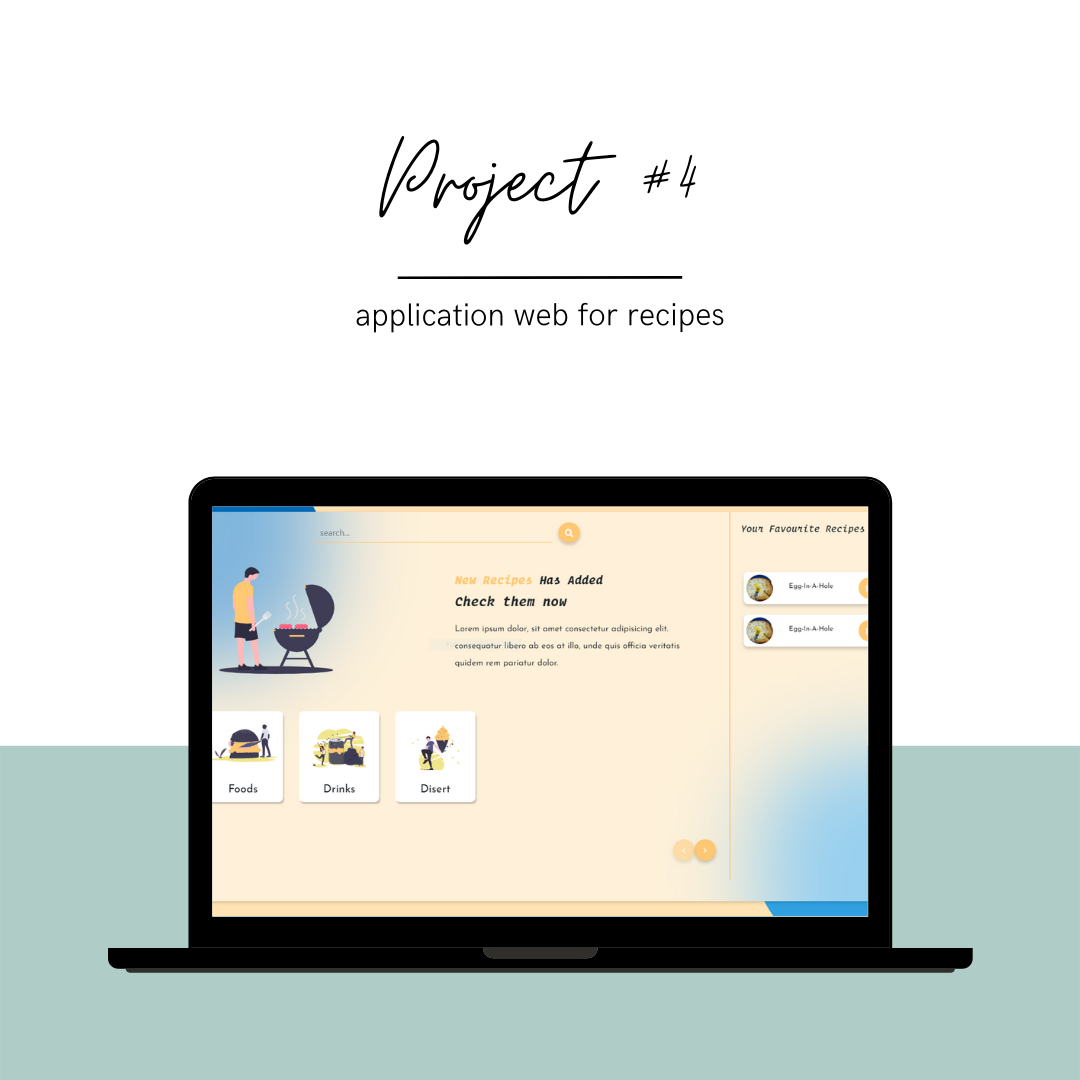 Project #4
application web for recipes
search...
Your Favourite Recipes
New Recipes Has Added
Check them now
Lorem ipsum dolor, sit amet consectetur adipisicing elit.
consequatur libero ab eos at illo, unde quis officia veritatis
quidem rem pariatur dolor.
Egg-In-A-Hole
Egg-In-A-Hole
Foods
Drinks
Disert